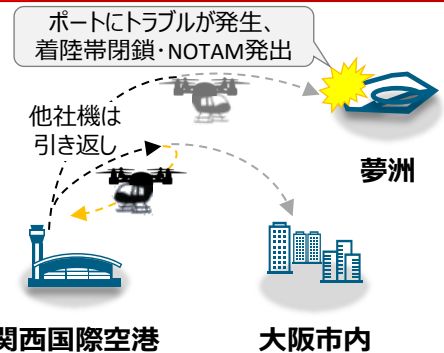 ポートにトラブルが発生、
着陸帯閉鎖・NOTAM発出
他社機は
引き返し
夢洲
関西国際空港
大阪市内